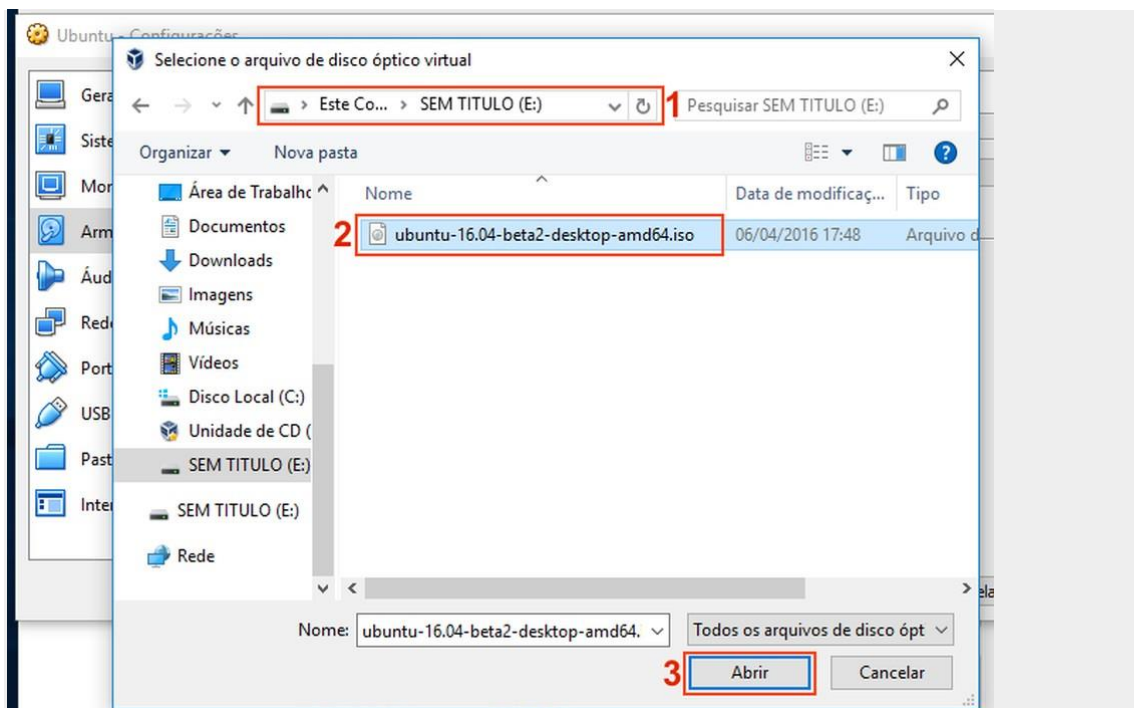 Ubuntu - Configurações
Selecione o arquivo de disco óptico virtual
Este Co... > SEM TITULO (E:)
1
Pesquisar SEM TITULO (E:)
Organizar
Nova pasta
?
Gera
Siste
Mor
Arm
Áud
Rede
Port
USB
Past
Inter
Área de Trabalho
Documentos
Downloads
Imagens
Músicas
Vídeos
Disco Local (C:)
Unidade de CD (
SEM TITULO (E:)
SEM TITULO (E:)
Rede
Nome Data de modificaç... Tipo
2 ubuntu-16.04-beta2-desktop-amd64.iso 06/04/2016 17:48 Arquivo d
ela
Nome: ubuntu-16.04-beta2-desktop-amd64. Todos os arquivos de disco ópt
3 Abrir Cancelar